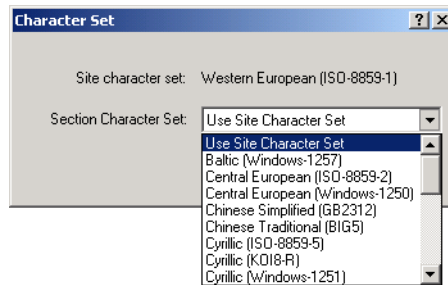 Character Set
Site character set: Western European (ISO-8859-1)
Section Character Set: Use Site Character Set
Use Site Character Set
Baltic (Windows-1257)
Central European (ISO-8859-2)
Central European (Windows-1250)
Chinese Simplified (GB2312)
Chinese Traditional (BIG5)
Cyrillic (ISO-8859-5)
Cyrillic (KOI8-R)
Cyrillic (Windows-1251)